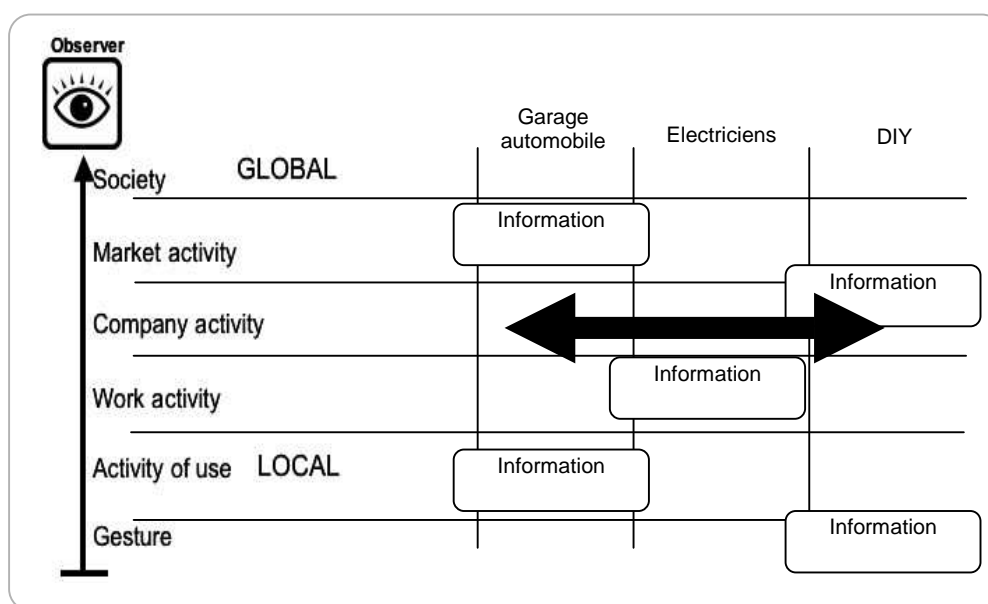 Observer
Garage
automobile
Electriciens
DIY
Society
GLOBAL
Information
Market activity
Information
Company activity
Information
Work activity
Activity of use
LOCAL
Information
Information
Gesture